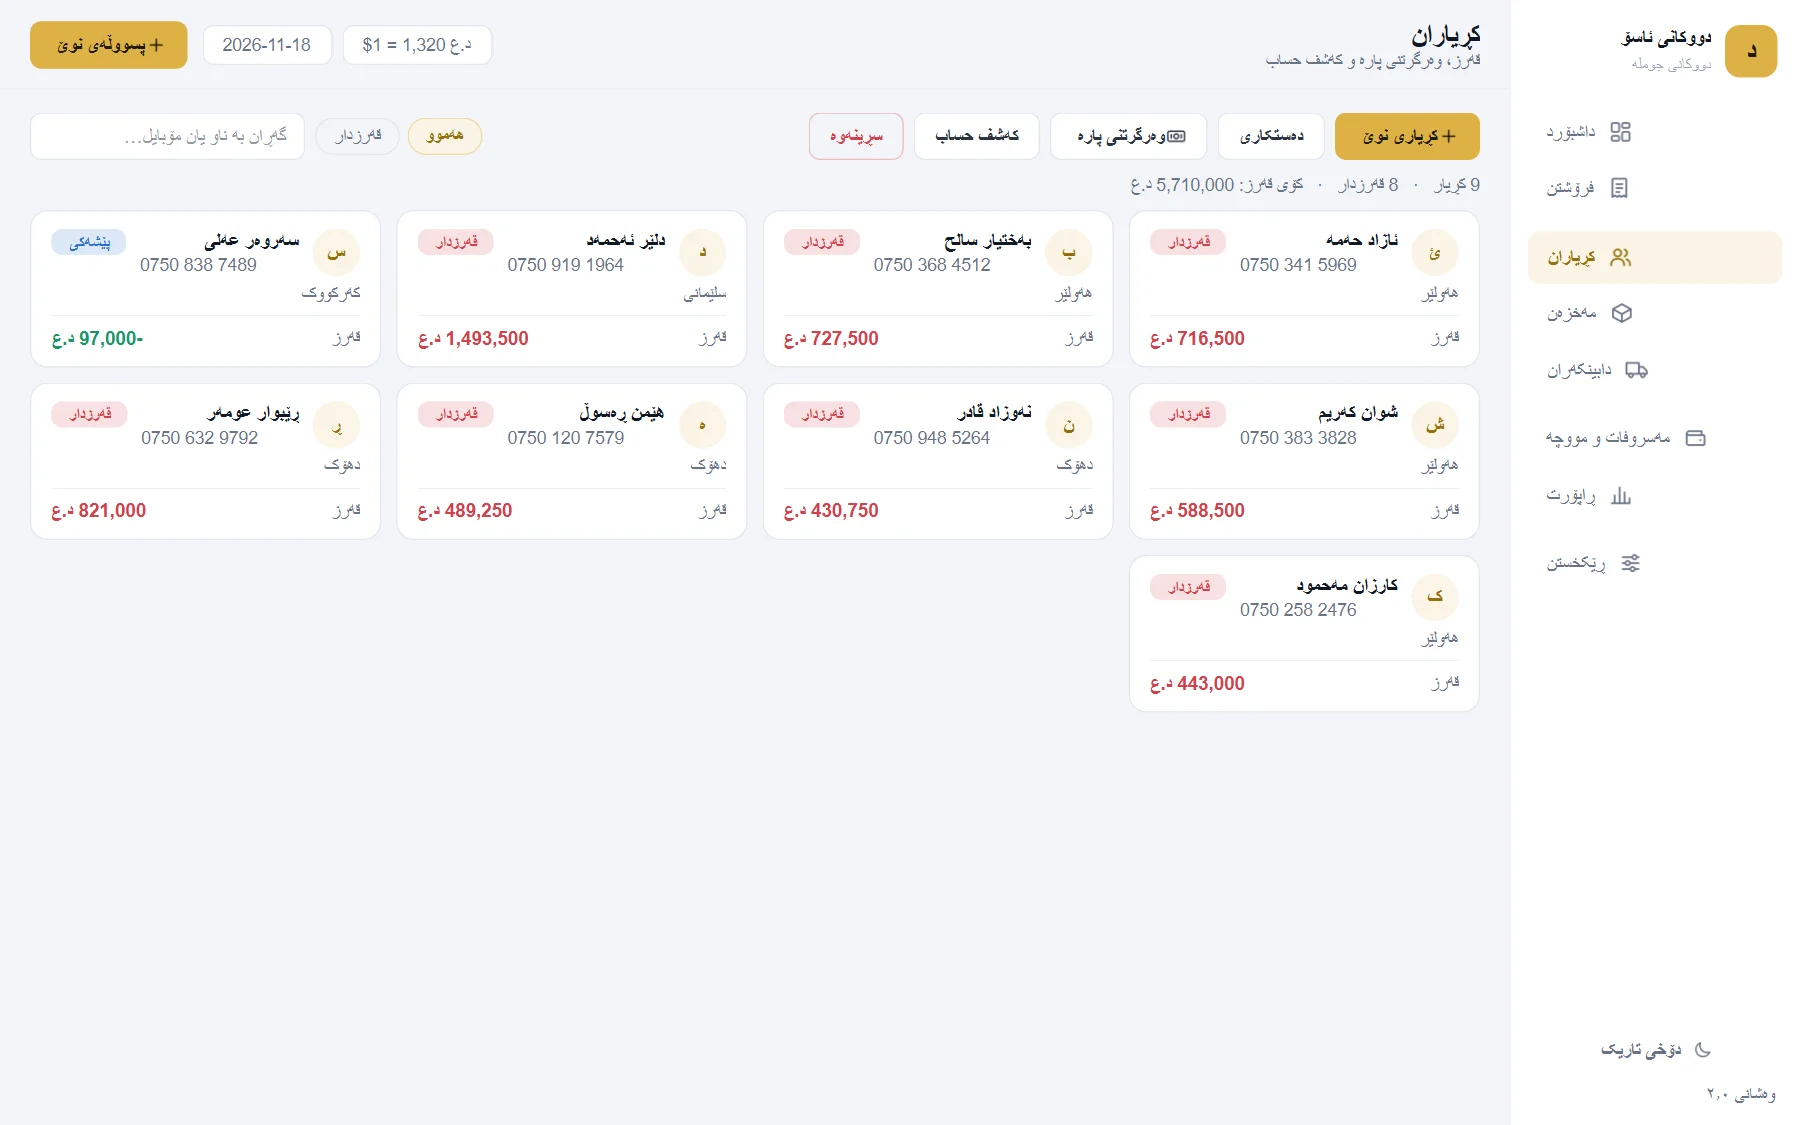 دووکانی ئاسۆ
دووکانی جوملە
د
داشبۆرد
فرۆشتن
کڕیاران
مەخزەن
دابینکەران
مەسروفات و مووچە
ڕاپۆرت
ڕێکخستن
دۆخی تاریک
وەشانی ٢,٠
کڕیاران
قەرز، وەرگرتنی پارە و کەشف حساب
$1 = 1,320 د.ع
2026-11-18
پسووڵەی نوێ
کڕیاری نوێ
دەستکاری
وەرگرتنی پارە
کەشف حساب
سڕینەوە
هەموو
قەرزدار
گەڕان بە ناو یان مۆبایل...
9 کڕیار · 8 قەرزدار · کۆی قەرز: 5,710,000 د.ع
ئ
ئازاد حەمە
قەرزدار
0750 341 5969
هەولێر
قەرز
716,500 د.ع
ب
بەختیار سالح
قەرزدار
0750 368 4512
هەولێر
قەرز
727,500 د.ع
د
دلێر ئەحمەد
قەرزدار
0750 919 1964
سلێمانی
قەرز
1,493,500 د.ع
س
سەروەر عەلی
پێشەکی
0750 838 7489
کەرکووک
قەرز
-97,000 د.ع
ش
شوان کەریم
قەرزدار
0750 383 3828
هەولێر
قەرز
588,500 د.ع
ن
نەوزاد قادر
قەرزدار
0750 948 5264
دهۆک
قەرز
430,750 د.ع
ه
هێمن ڕەسوڵ
قەرزدار
0750 120 7579
دهۆک
قەرز
489,250 د.ع
ڕ
ڕێبوار عومەر
قەرزدار
0750 632 9792
دهۆک
قەرز
821,000 د.ع
ک
کارزان مەحمود
قەرزدار
0750 258 2476
هەولێر
قەرز
443,000 د.ع